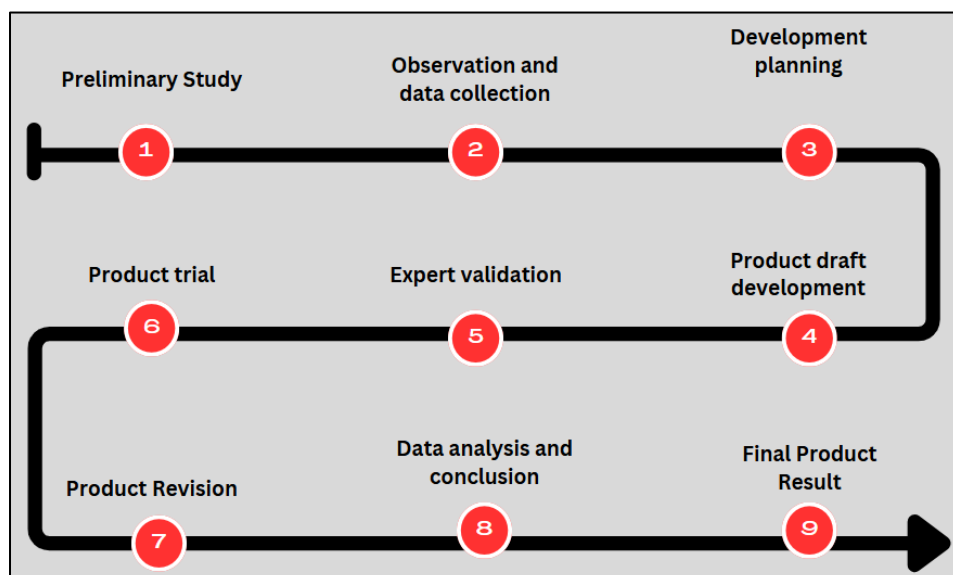 Preliminary Study
1
Observation and
data collection
2
Development
planning
3
Product draft
development
4
Expert validation
5
Product trial
6
Product Revision
7
Data analysis and
conclusion
8
Final Product
Result
9